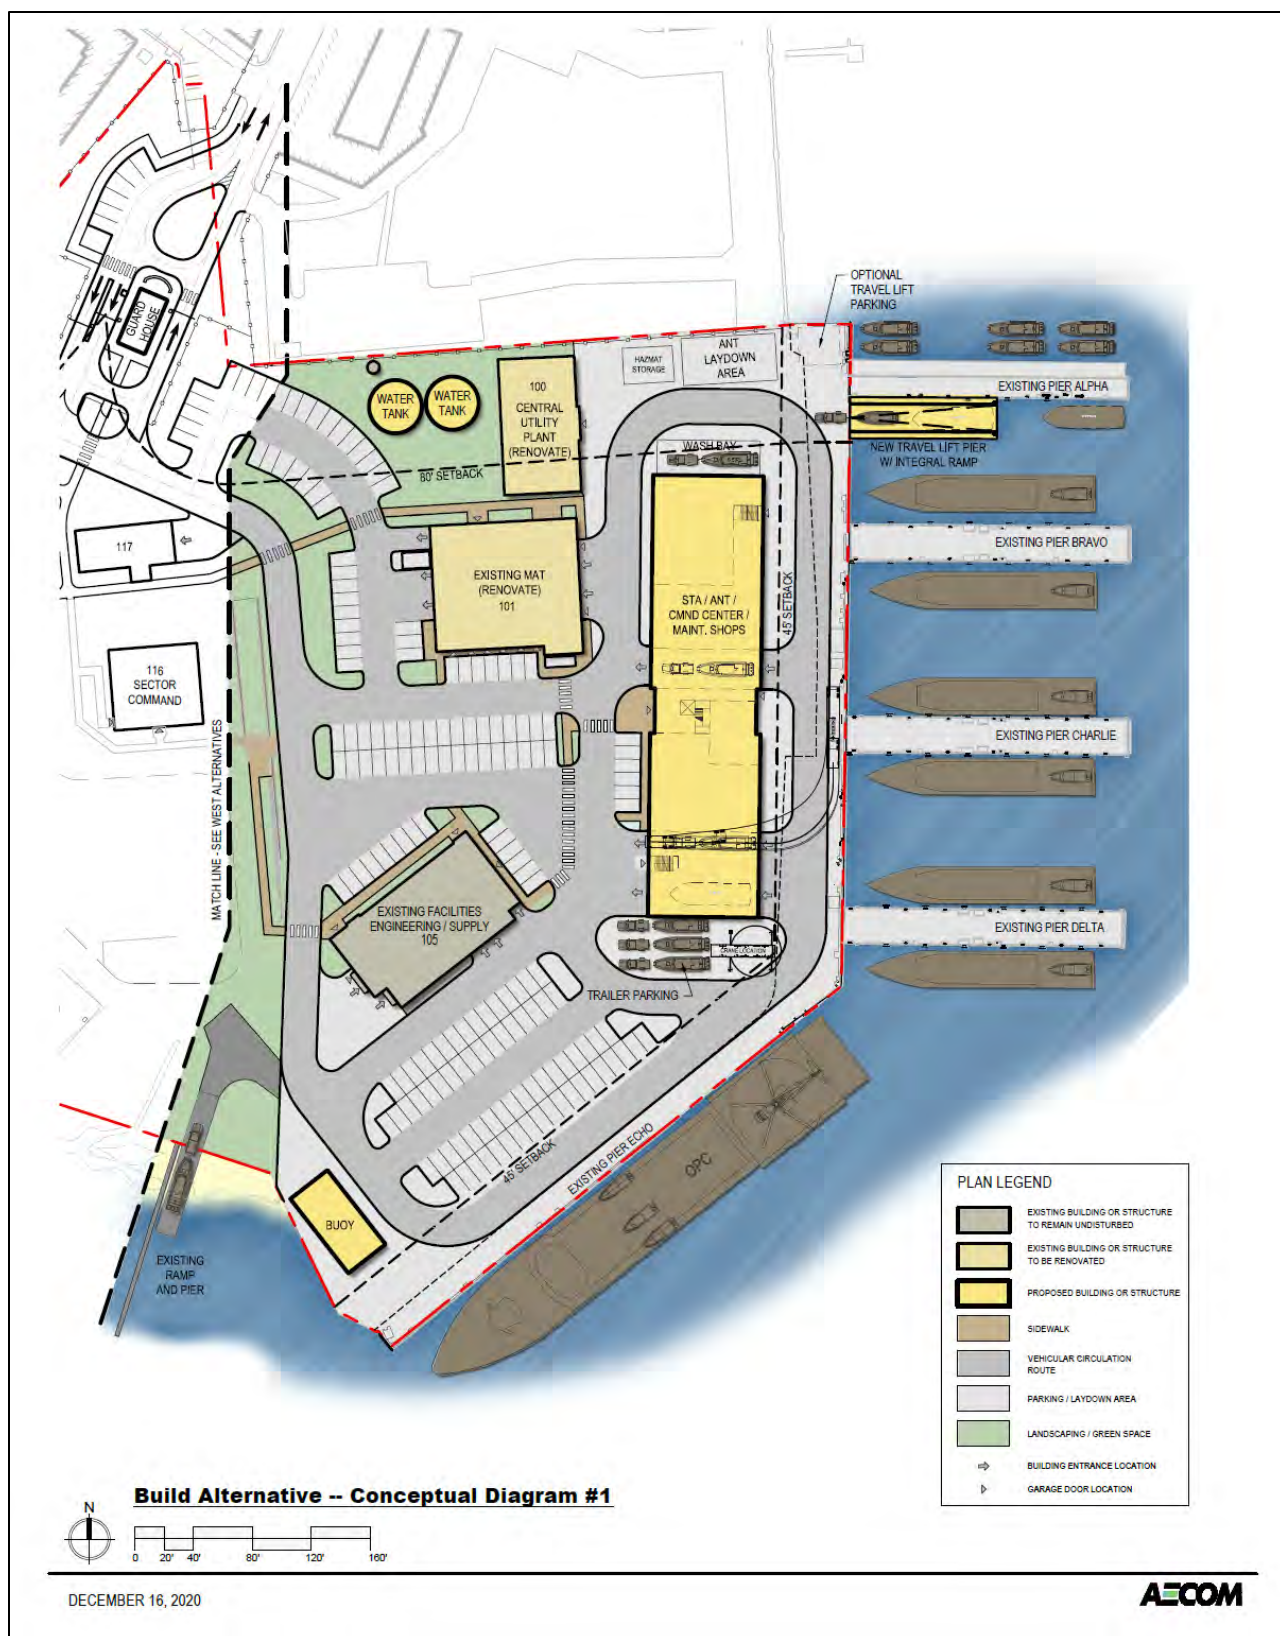 OPTIONAL
TRAVEL LIFT
PARKING
GUARD
HOUSE
HAZMAT
STORAGE
ANT
LAYDOWN
AREA
EXISTING PIER ALPHA
WATER
TANK
WATER
TANK
100
CENTRAL
UTILITY
PLANT
(RENOVATE)
WASH BAY
NEW TRAVEL LIFT PIER
W/ INTEGRAL RAMP
80' SETBACK
117
EXISTING PIER BRAVO
EXISTING MAT
(RENOVATE)
101
STA / ANT /
CMND CENTER /
MAINT. SHOPS
45' SETBACK
116
SECTOR
COMMAND
EXISTING PIER CHARLIE
MATCH LINE - SEE WEST ALTERNATIVES
EXISTING FACILITIES
ENGINEERING / SUPPLY
105
EXISTING PIER DELTA
CRANE LOCATION
TRAILER PARKING
45' SETBACK
EXISTING PIER ECHO
OPC
BUOY
EXISTING
RAMP
AND PIER
PLAN LEGEND
EXISTING BUILDING OR STRUCTURE
TO REMAIN UNDISTURBED
EXISTING BUILDING OR STRUCTURE
TO BE RENOVATED
PROPOSED BUILDING OR STRUCTURE
SIDEWALK
VEHICULAR CIRCULATION
ROUTE
PARKING / LAYDOWN AREA
LANDSCAPING / GREEN SPACE
BUILDING ENTRANCE LOCATION
GARAGE DOOR LOCATION
Build Alternative -- Conceptual Diagram #1
N
0 20' 40' 80' 120' 160'
DECEMBER 16, 2020
AECOM